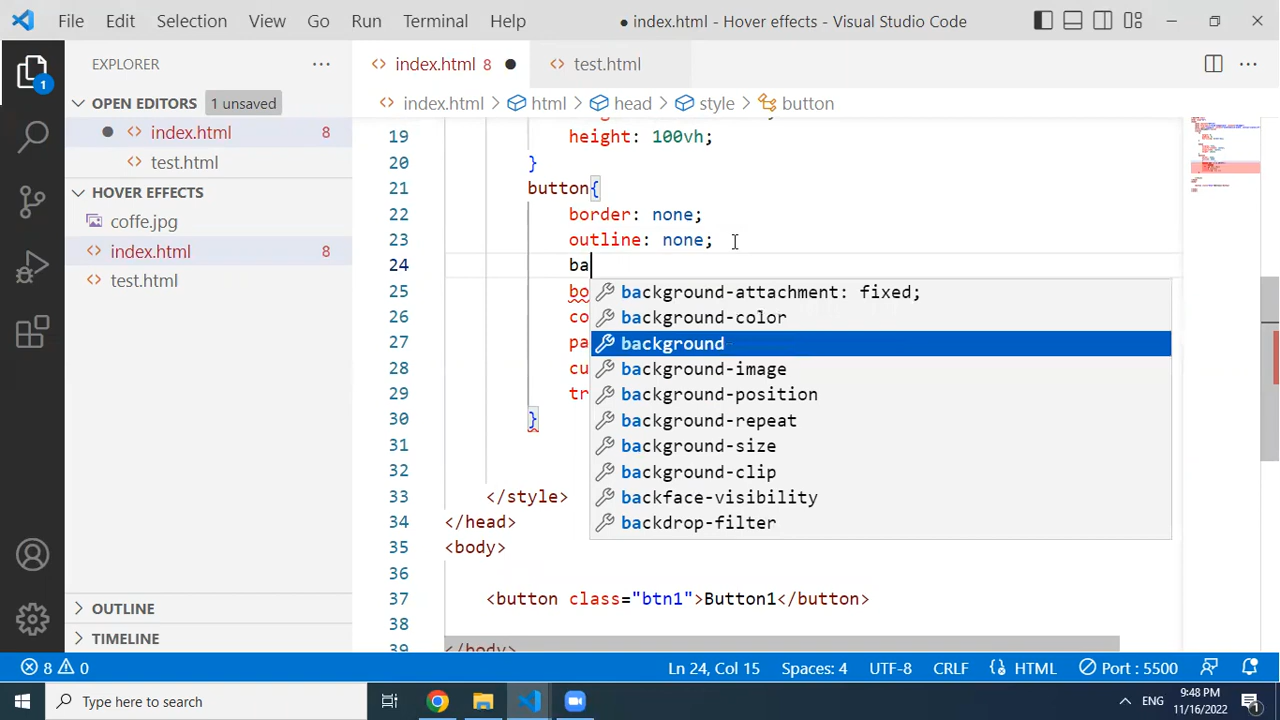 File Edit Selection View Go Run Terminal Help ● index.html - Hover effects - Visual Studio Code
EXPLORER
index.html 8
test.html
OPEN EDITORS 1 unsaved
index.html > html > head > style > button
index.html 8
test.html
HOVER EFFECTS
coffe.jpg
index.html 8
test.html
19 height: 100vh;
20 }
21 button{
22 border: none;
23 outline: none;
24 ba
25 bo
26 co
27 pa
28 cu
29 tr
30 }
31
32
33 </style>
34 </head>
35 <body>
36
37 <button class="btn1">Button1</button>
38
39 </body>
background-attachment: fixed;
background-color
background
background-image
background-position
background-repeat
background-size
background-clip
backface-visibility
backdrop-filter
OUTLINE
TIMELINE
1
8 0 Ln 24, Col 15 Spaces: 4 UTF-8 CRLF HTML Port : 5500
Type here to search
ENG
9:48 PM
11/16/2022
1